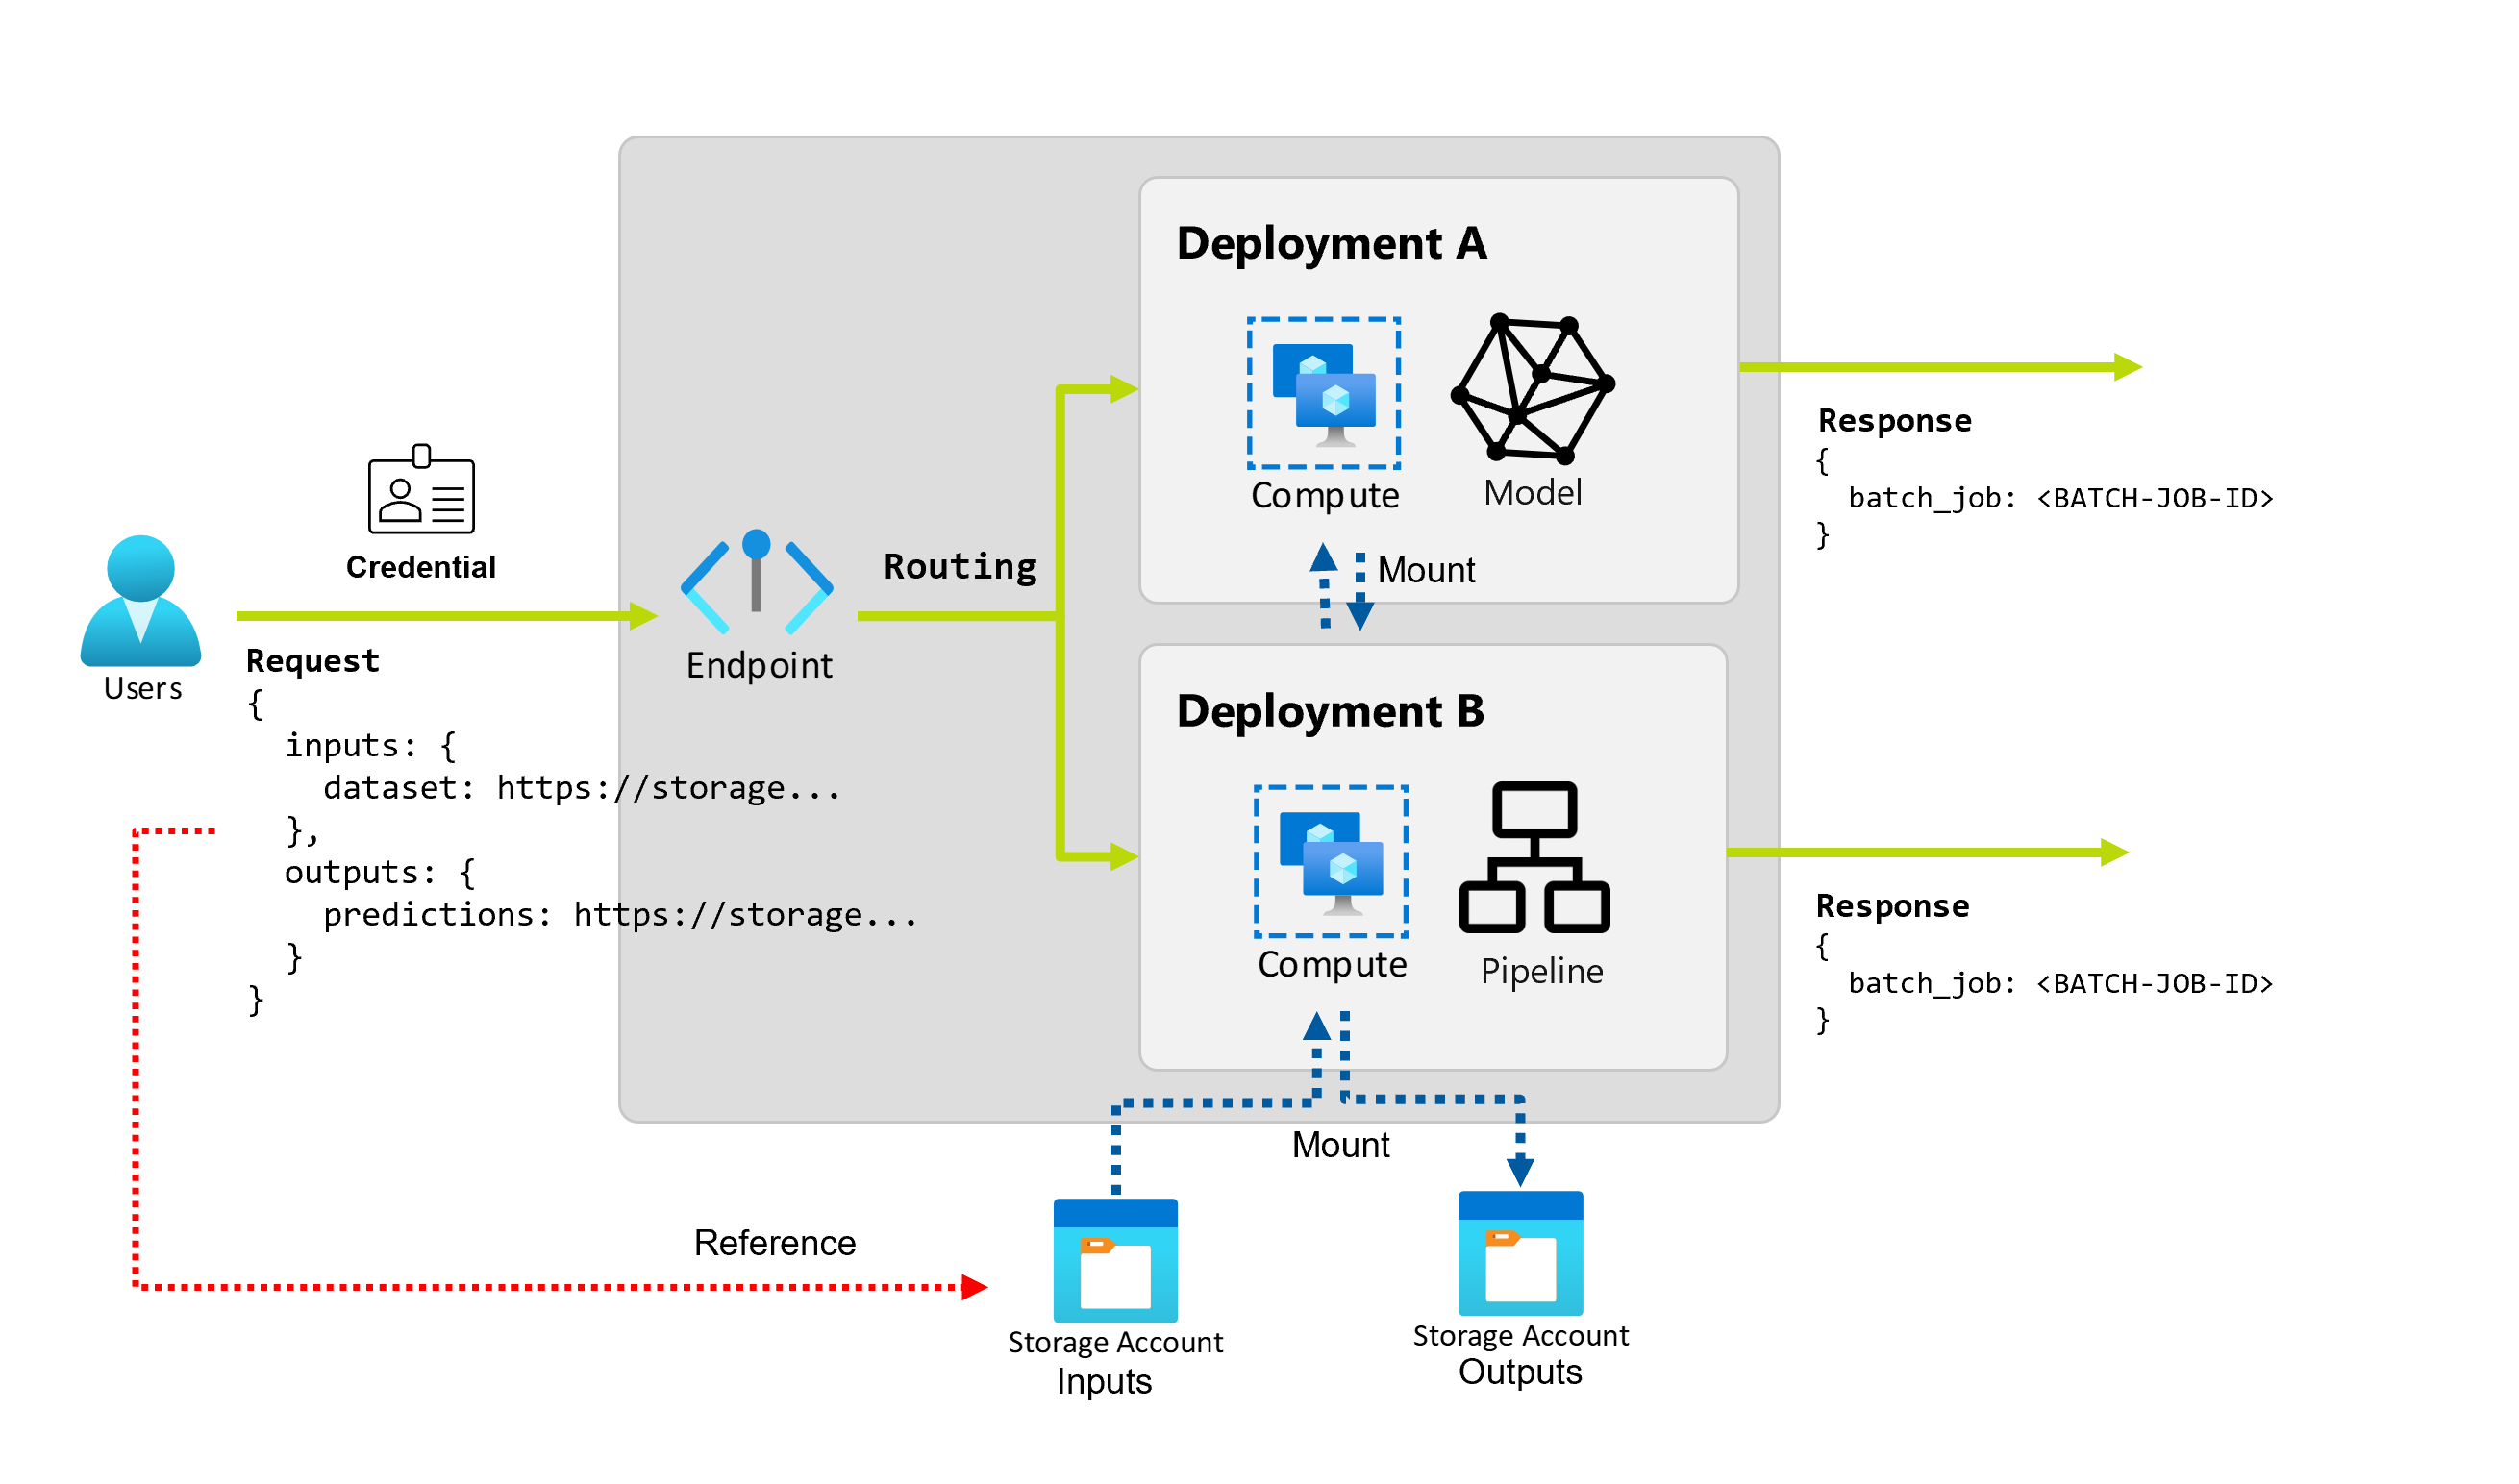 Credential
Users
Request
{
  inputs: {
    dataset: https://storage...
  },
  outputs: {
    predictions: https://storage...
  }
}
Endpoint
Routing
Deployment A
Compute
Model
Mount
Deployment B
Compute
Pipeline
Mount
Response
{
  batch_job: <BATCH-JOB-ID>
}
Response
{
  batch_job: <BATCH-JOB-ID>
}
Reference
Storage Account
Inputs
Storage Account
Outputs